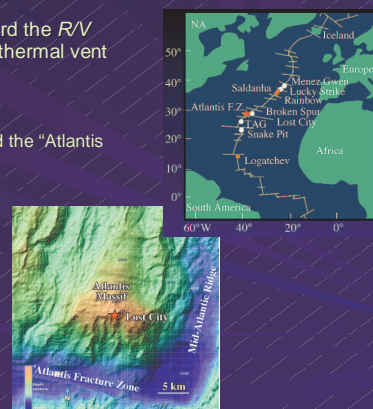 rd the R/V
thermal vent
d the “Atlantis
NA
Iceland
50°
Europe
40°
Menez Gwen
Saldanha
Lucky Strike
Rainbow
Atlantis F.Z.
30°
Broken Spur
Lost City
TAG
20°
Snake Pit
Africa
10°
Logatchev
0°
South America
60°W
40°
20°
0°
Atlantis
Massif
Lost City
Mid-Atlantic Ridge
Atlantis Fracture Zone
N
5 km